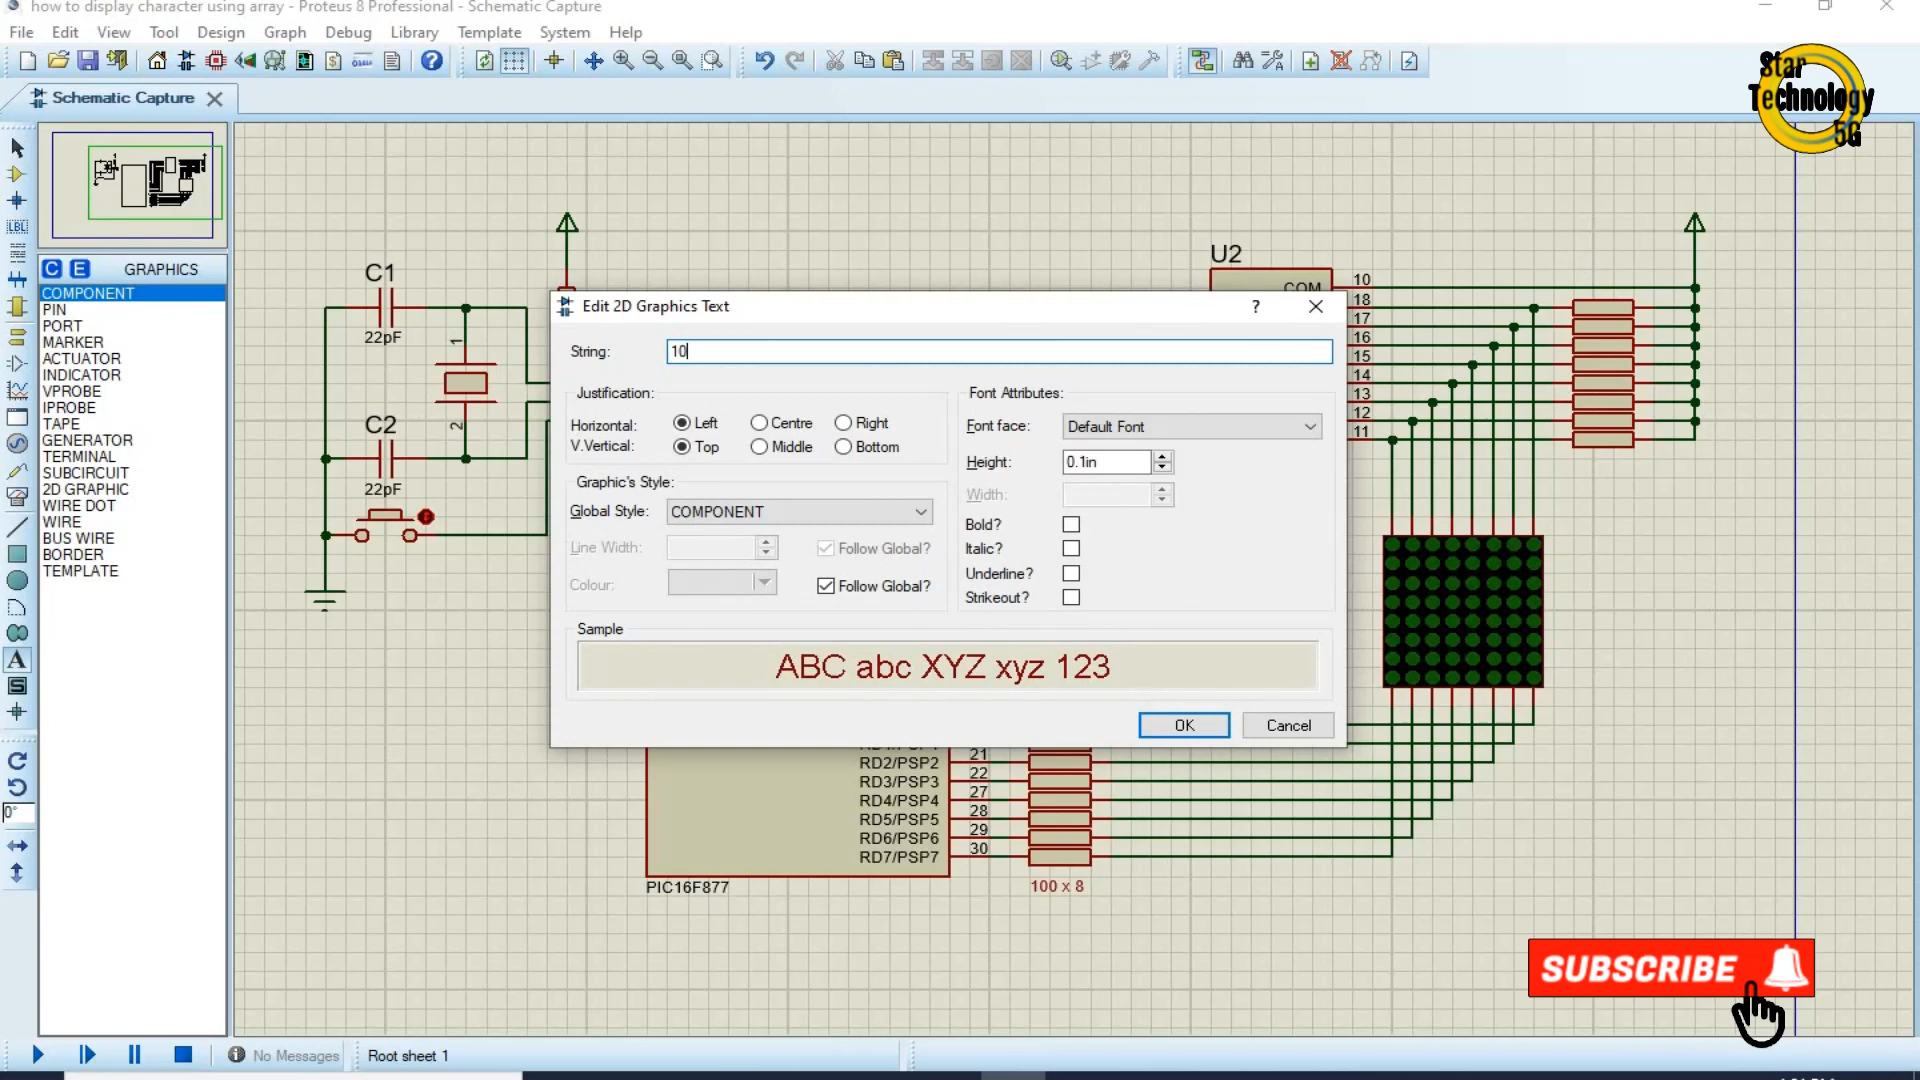 how to display character using array - Proteus 8 Professional - Schematic Capture
File Edit View Tool Design Graph Debug Library Template System Help
Schematic Capture
Star
Technology
5G
C E GRAPHICS
COMPONENT
PIN
PORT
MARKER
ACTUATOR
INDICATOR
VPROBE
IPROBE
TAPE
GENERATOR
TERMINAL
SUBCIRCUIT
2D GRAPHIC
WIRE DOT
WIRE
BUS WIRE
BORDER
TEMPLATE
LBL
A
S
0°
C1
22pF
1
2
C2
22pF
U2
COM
10
18
17
16
15
14
13
12
11
Edit 2D Graphics Text
?
String: 10
Justification:
Horizontal: Left Centre Right
V.Vertical: Top Middle Bottom
Graphic's Style:
Global Style: COMPONENT
Line Width: Follow Global?
Colour: Follow Global?
Font Attributes:
Font face: Default Font
Height: 0.1in
Width:
Bold?
Italic?
Underline?
Strikeout?
Sample
ABC abc XYZ xyz 123
OK Cancel
RD2/PSP2 21
RD3/PSP3 22
RD4/PSP4 27
RD5/PSP5 28
RD6/PSP6 29
RD7/PSP7 30
PIC16F877
100 x 8
SUBSCRIBE
No Messages Root sheet 1